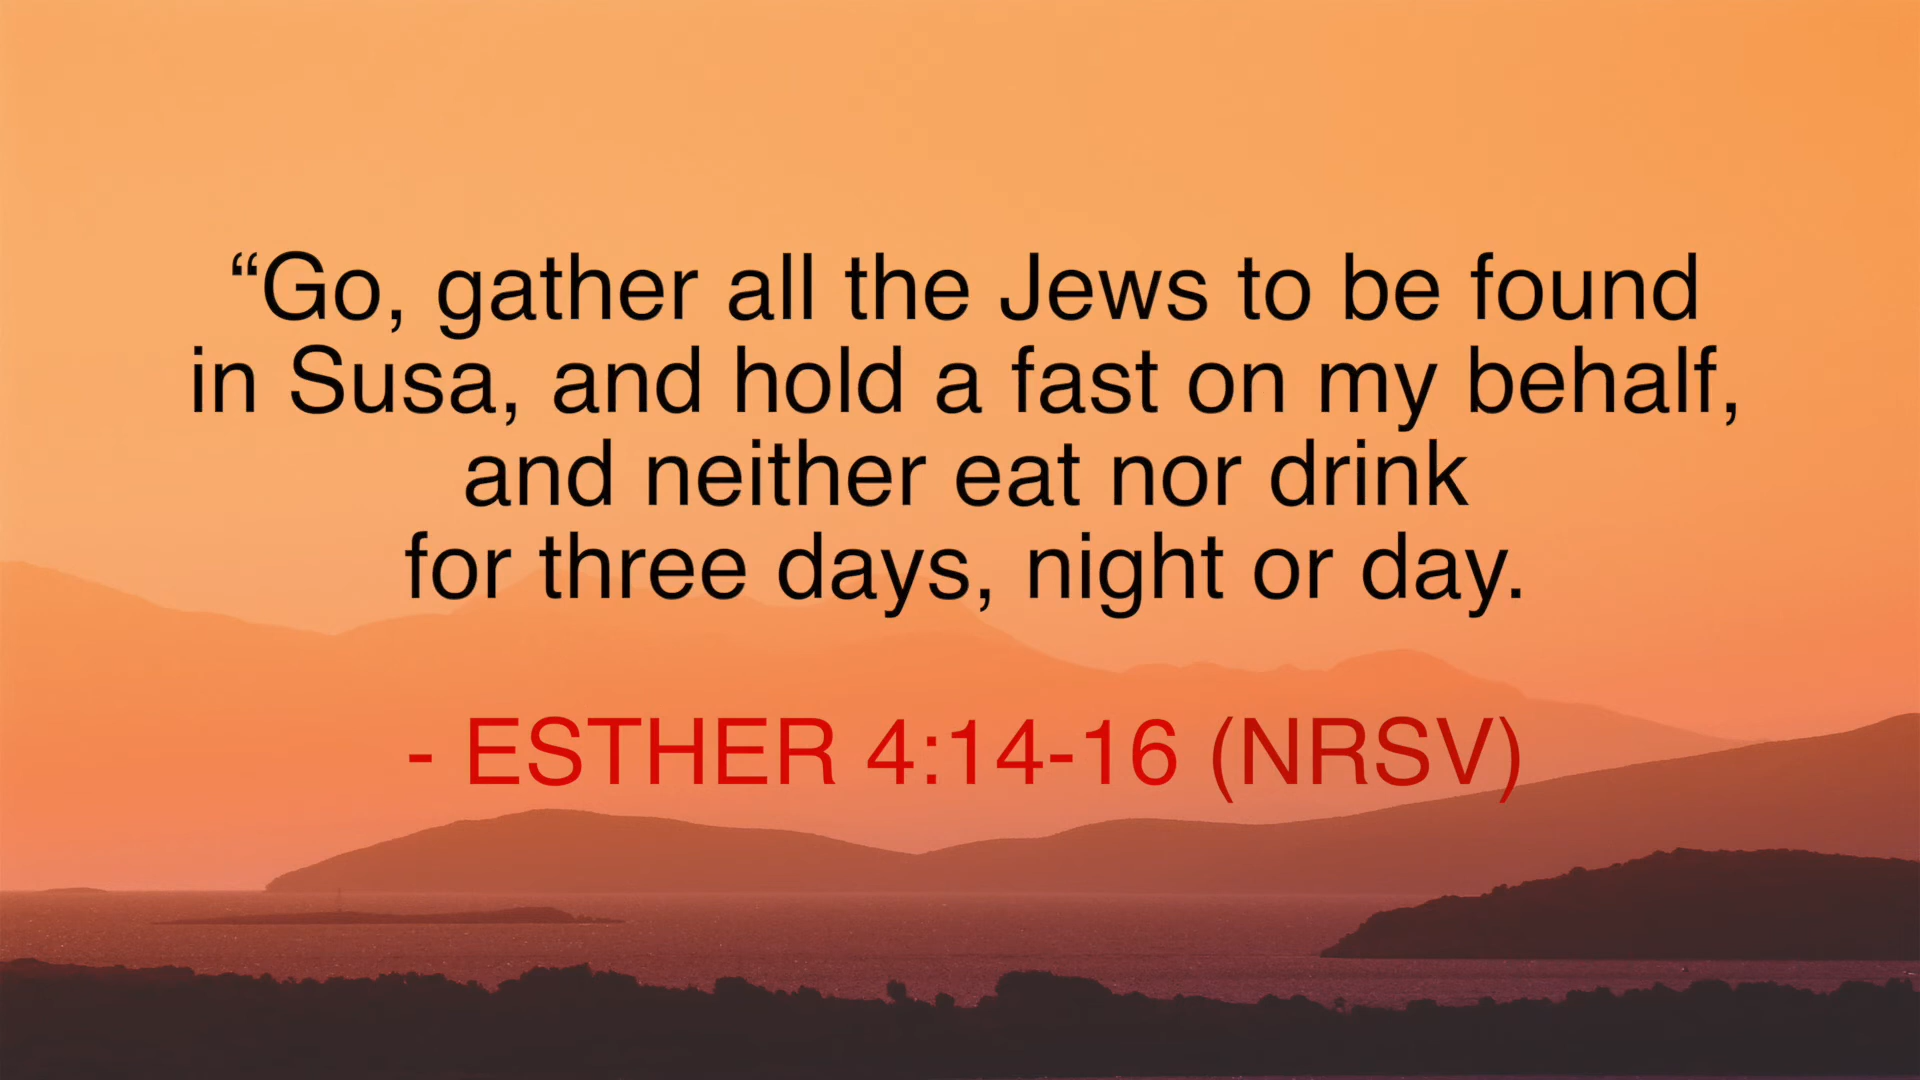 “Go, gather all the Jews to be found
in Susa, and hold a fast on my behalf,
and neither eat nor drink
for three days, night or day.
- ESTHER 4:14-16 (NRSV)